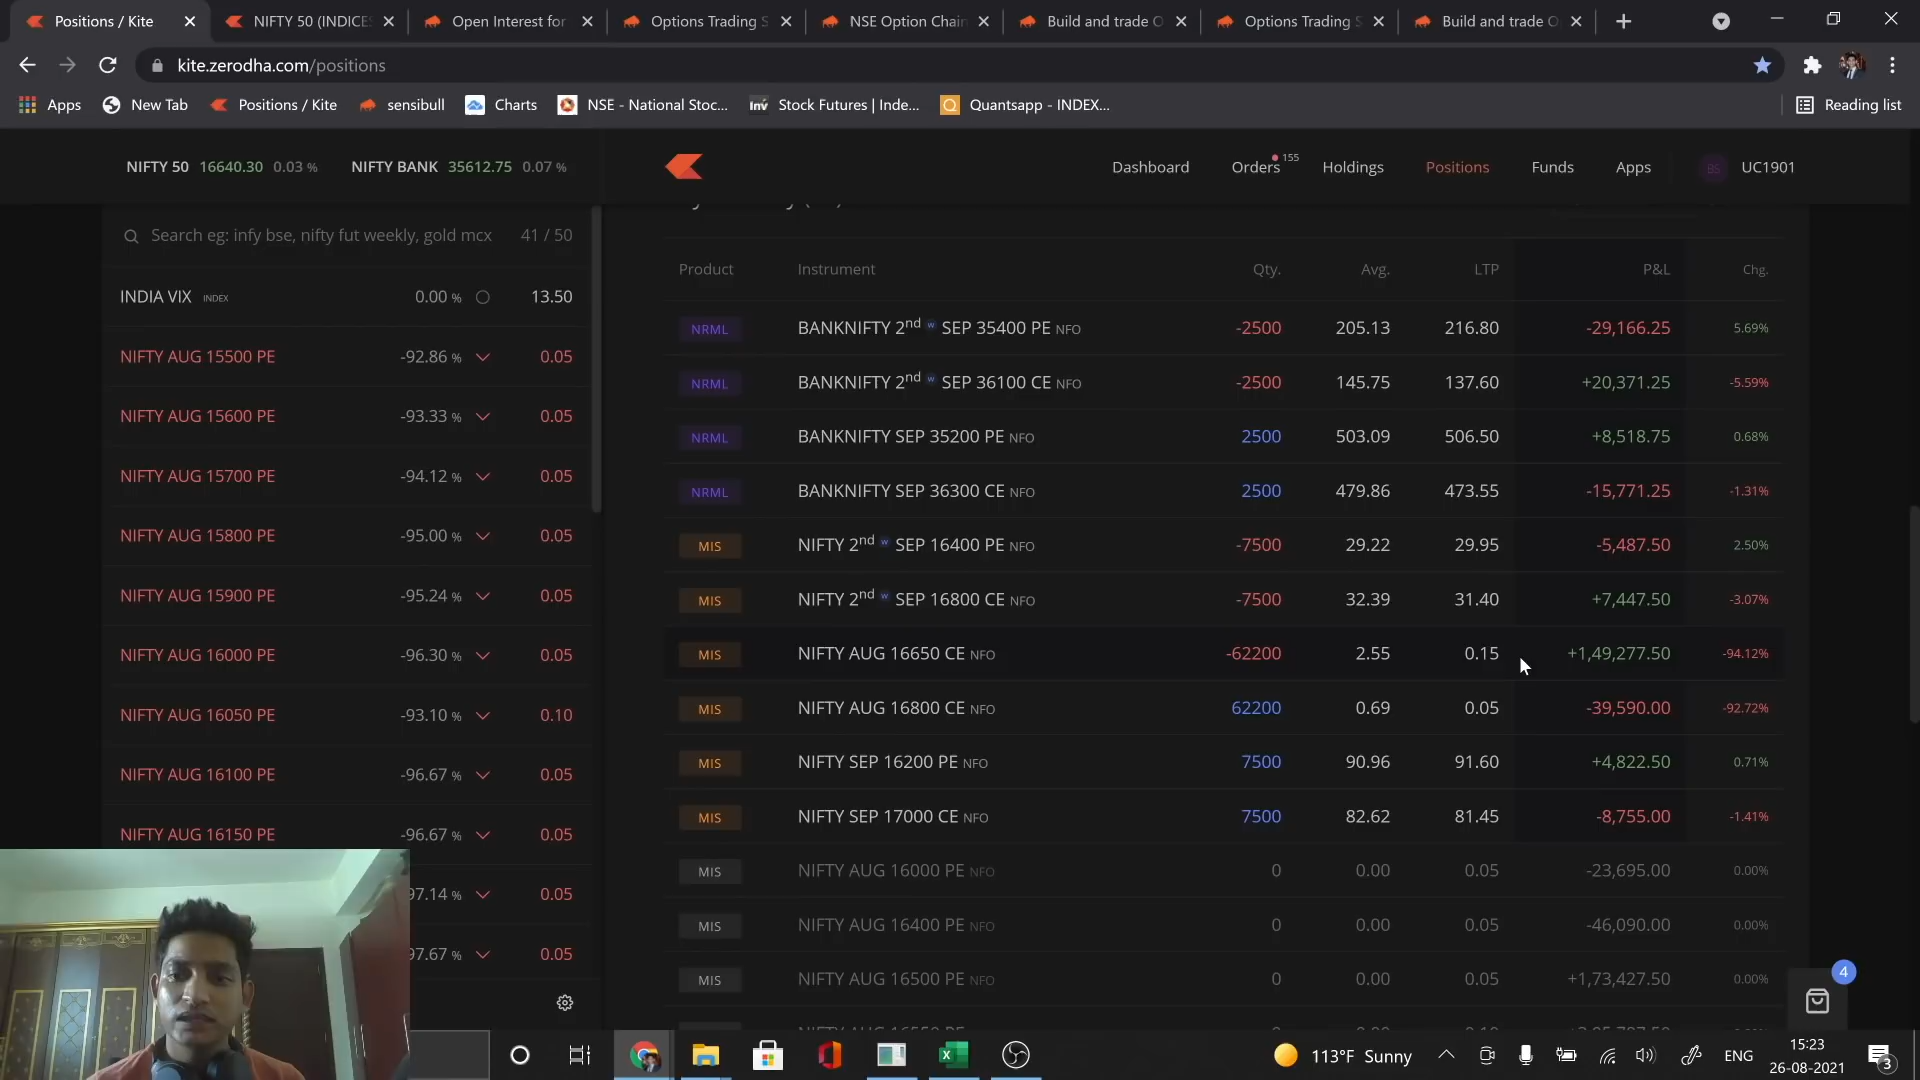 Positions / Kite
NIFTY 50 (INDICES
Open Interest for
Options Trading S
NSE Option Chain
Build and trade O
Options Trading S
Build and trade O
kite.zerodha.com/positions
Apps
New Tab
Positions / Kite
sensibull
Charts
NSE - National Stoc...
Inv
Stock Futures | Inde...
Q
Quantsapp - INDEX...
Reading list
NIFTY 50 16640.30 0.03 %
NIFTY BANK 35612.75 0.07 %
Dashboard
Orders 155
Holdings
Positions
Funds
Apps
BS UC1901
Search eg: infy bse, nifty fut weekly, gold mcx 41 / 50
INDIA VIX INDEX 0.00 % 13.50
NIFTY AUG 15500 PE -92.86 % 0.05
NIFTY AUG 15600 PE -93.33 % 0.05
NIFTY AUG 15700 PE -94.12 % 0.05
NIFTY AUG 15800 PE -95.00 % 0.05
NIFTY AUG 15900 PE -95.24 % 0.05
NIFTY AUG 16000 PE -96.30 % 0.05
NIFTY AUG 16050 PE -93.10 % 0.10
NIFTY AUG 16100 PE -96.67 % 0.05
NIFTY AUG 16150 PE -96.67 % 0.05
97.14 % 0.05
97.67 % 0.05
Product Instrument Qty. Avg. LTP P&L Chg.
NRML BANKNIFTY 2nd w SEP 35400 PE NFO -2500 205.13 216.80 -29,166.25 5.69%
NRML BANKNIFTY 2nd w SEP 36100 CE NFO -2500 145.75 137.60 +20,371.25 -5.59%
NRML BANKNIFTY SEP 35200 PE NFO 2500 503.09 506.50 +8,518.75 0.68%
NRML BANKNIFTY SEP 36300 CE NFO 2500 479.86 473.55 -15,771.25 -1.31%
MIS NIFTY 2nd w SEP 16400 PE NFO -7500 29.22 29.95 -5,487.50 2.50%
MIS NIFTY 2nd w SEP 16800 CE NFO -7500 32.39 31.40 +7,447.50 -3.07%
MIS NIFTY AUG 16650 CE NFO -62200 2.55 0.15 +1,49,277.50 -94.12%
MIS NIFTY AUG 16800 CE NFO 62200 0.69 0.05 -39,590.00 -92.72%
MIS NIFTY SEP 16200 PE NFO 7500 90.96 91.60 +4,822.50 0.71%
MIS NIFTY SEP 17000 CE NFO 7500 82.62 81.45 -8,755.00 -1.41%
MIS NIFTY AUG 16000 PE NFO 0 0.00 0.05 -23,695.00 0.00%
MIS NIFTY AUG 16400 PE NFO 0 0.00 0.05 -46,090.00 0.00%
MIS NIFTY AUG 16500 PE NFO 0 0.00 0.05 +1,73,427.50 0.00%
4
113°F Sunny
ENG
15:23
26-08-2021
3